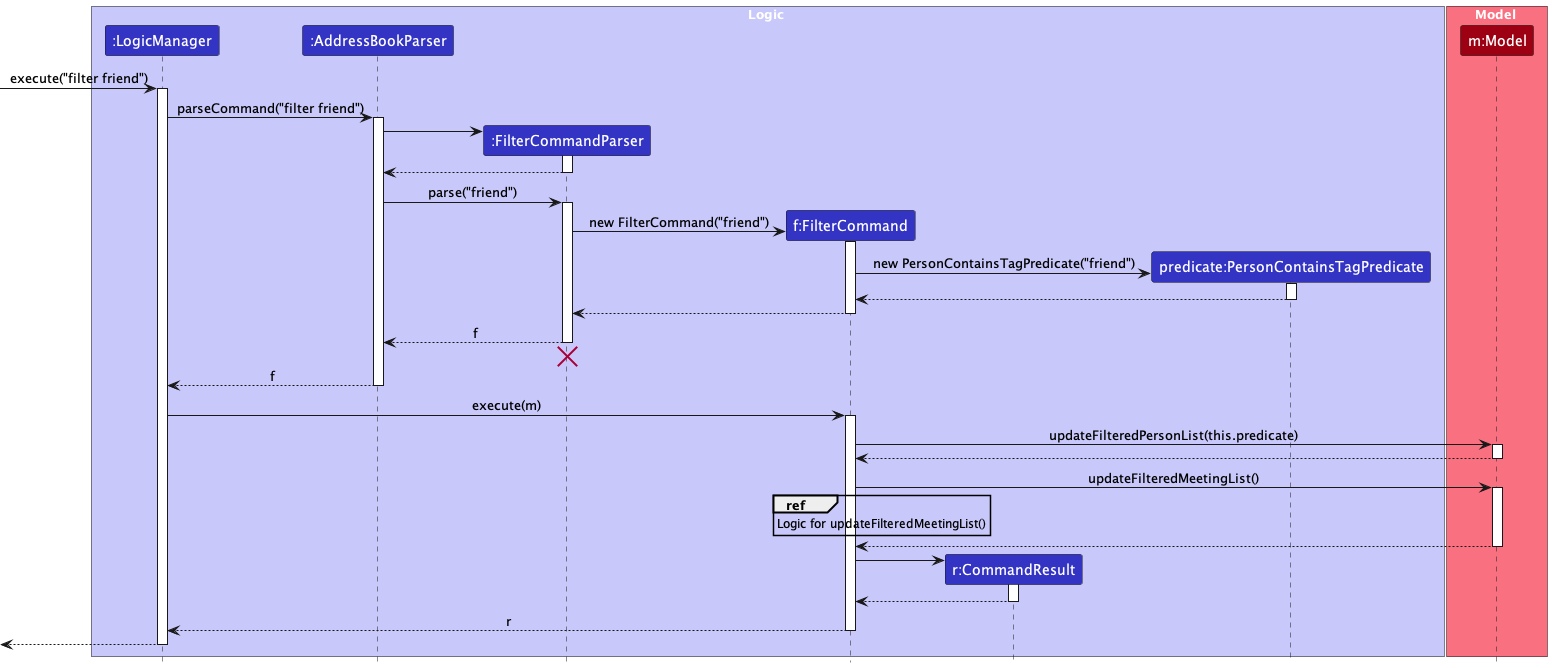 Logic
Model
:LogicManager
:AddressBookParser
m:Model
execute("filter friend")
parseCommand("filter friend")
:FilterCommandParser
parse("friend")
new FilterCommand("friend")
f:FilterCommand
new PersonContainsTagPredicate("friend")
predicate:PersonContainsTagPredicate
f
f
execute(m)
updateFilteredPersonList(this.predicate)
updateFilteredMeetingList()
ref
Logic for updateFilteredMeetingList()
r:CommandResult
r